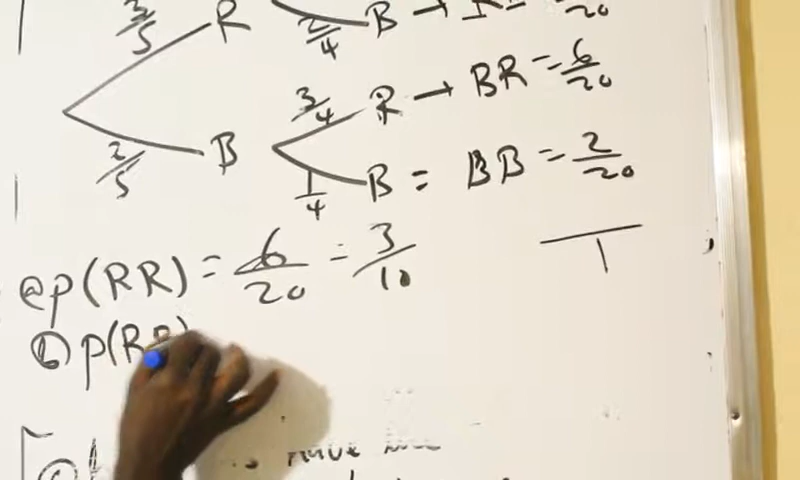 3/5 R 2/4 B → /20
3/4 R → BR = 6/20
2/5 B
1/4 B = BB = 2/20
1
(a) P(RR) = 6/20 = 3/10
(b) P(R